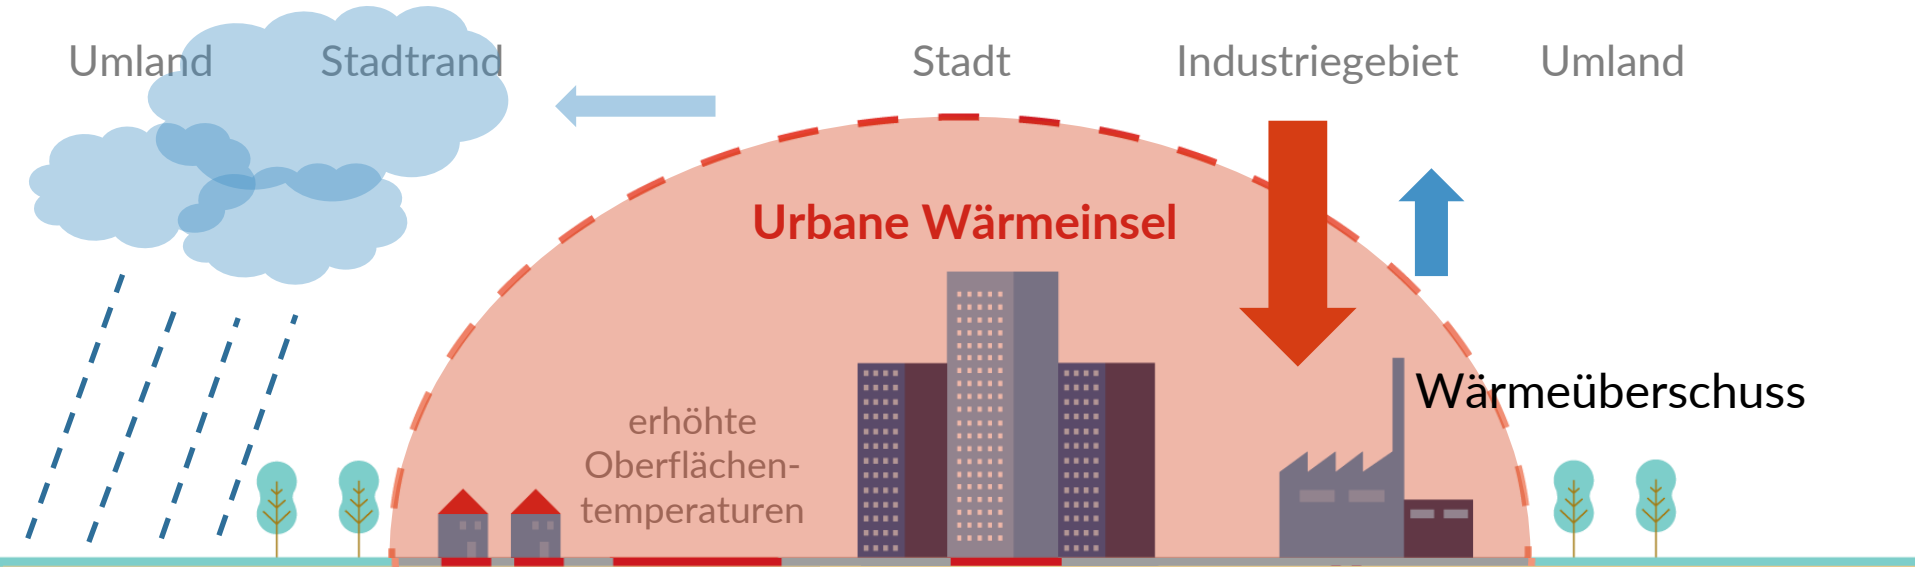 Umland
Stadtrand
Stadt
Industriegebiet
Umland
Urbane Wärmeinsel
Wärmeüberschuss
erhöhte
Oberflächen-
temperaturen